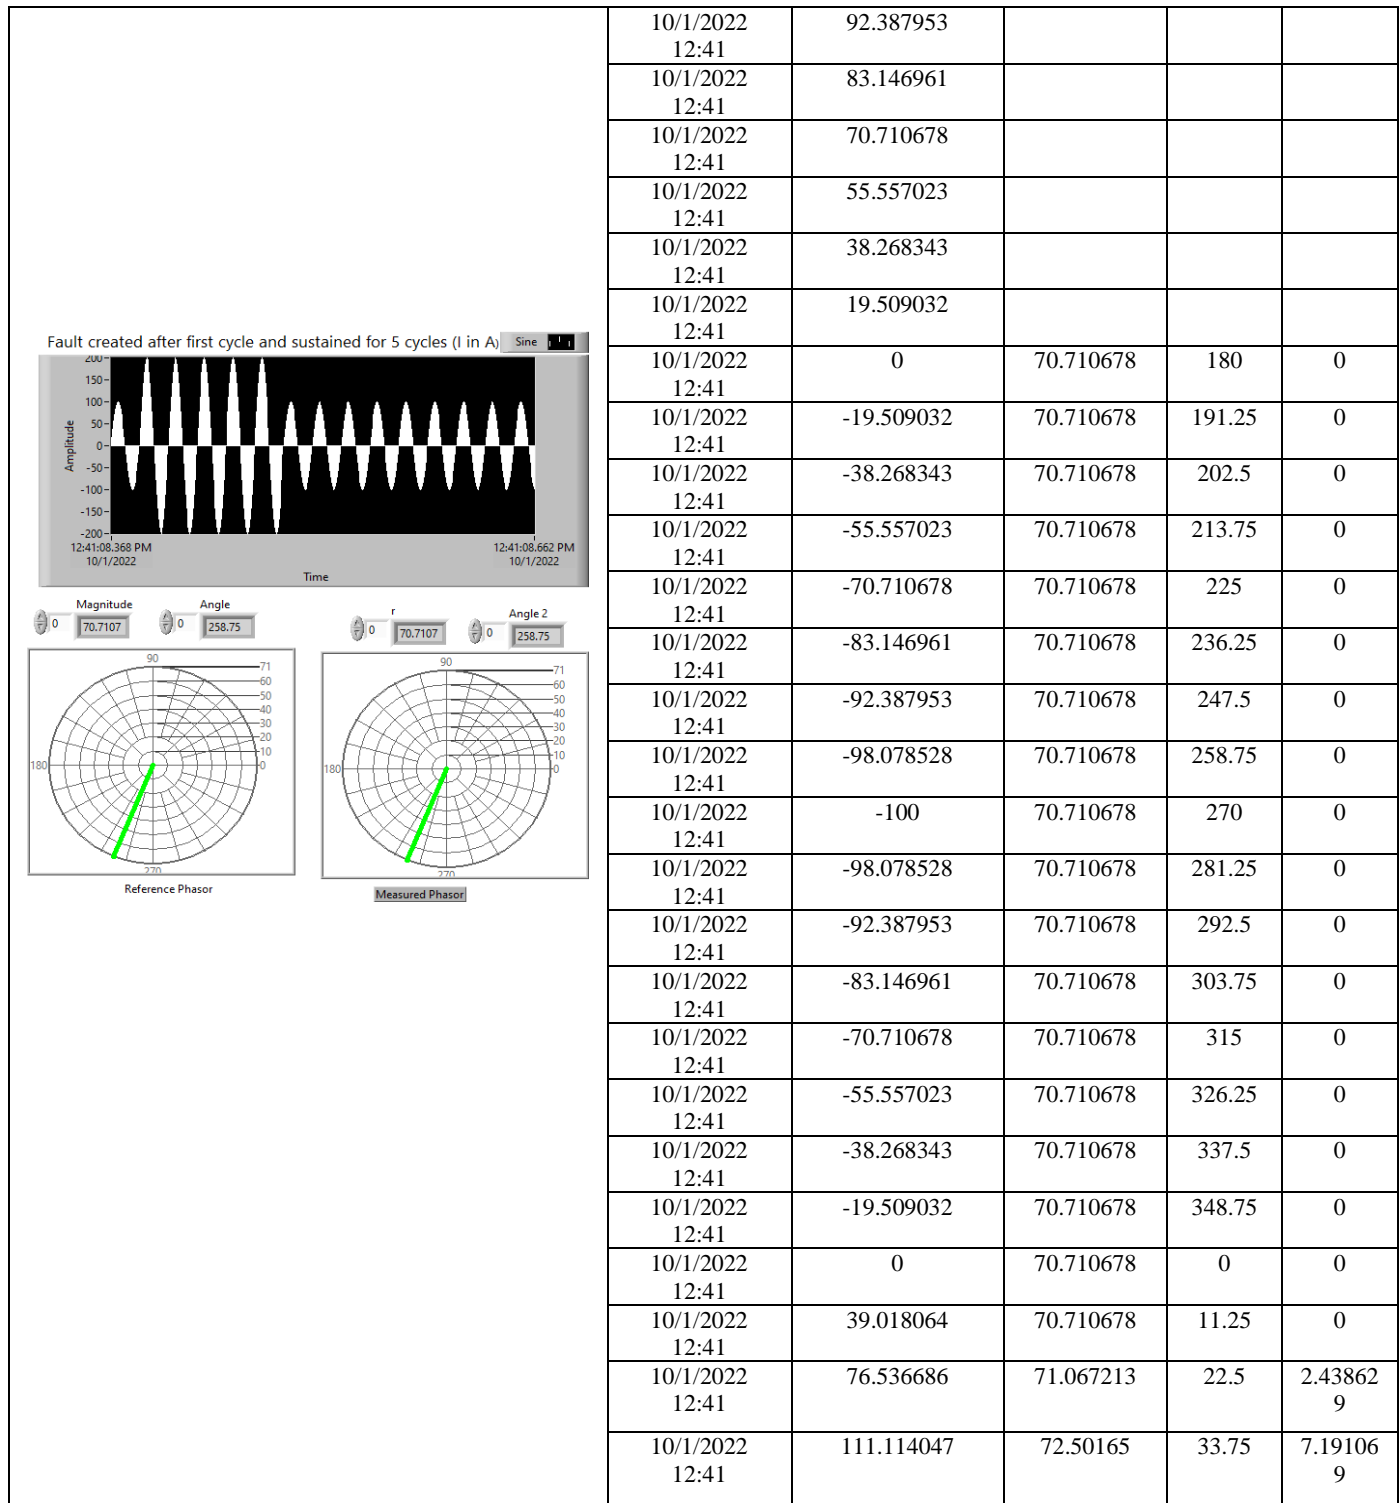 Fault created after first cycle and sustained for 5 cycles (I in A)
Sine
200
150
100
50
0
-50
-100
-150
-200
Amplitude
12:41:08.368 PM
10/1/2022
12:41:08.662 PM
10/1/2022
Time
Magnitude
Angle
0
70.7107
0
258.75
r
Angle 2
0
70.7107
0
258.75
90
71
60
50
40
30
20
10
0
180
270
Reference Phasor
90
71
60
50
40
30
20
10
0
180
270
Measured Phasor
10/1/2022 92.387953
12:41
10/1/2022 83.146961
12:41
10/1/2022 70.710678
12:41
10/1/2022 55.557023
12:41
10/1/2022 38.268343
12:41
10/1/2022 19.509032
12:41
10/1/2022 0 70.710678 180 0
12:41
10/1/2022 -19.509032 70.710678 191.25 0
12:41
10/1/2022 -38.268343 70.710678 202.5 0
12:41
10/1/2022 -55.557023 70.710678 213.75 0
12:41
10/1/2022 -70.710678 70.710678 225 0
12:41
10/1/2022 -83.146961 70.710678 236.25 0
12:41
10/1/2022 -92.387953 70.710678 247.5 0
12:41
10/1/2022 -98.078528 70.710678 258.75 0
12:41
10/1/2022 -100 70.710678 270 0
12:41
10/1/2022 -98.078528 70.710678 281.25 0
12:41
10/1/2022 -92.387953 70.710678 292.5 0
12:41
10/1/2022 -83.146961 70.710678 303.75 0
12:41
10/1/2022 -70.710678 70.710678 315 0
12:41
10/1/2022 -55.557023 70.710678 326.25 0
12:41
10/1/2022 -38.268343 70.710678 337.5 0
12:41
10/1/2022 -19.509032 70.710678 348.75 0
12:41
10/1/2022 0 70.710678 0 0
12:41
10/1/2022 39.018064 70.710678 11.25 0
12:41
10/1/2022 76.536686 71.067213 22.5 2.43862
12:41 9
10/1/2022 111.114047 72.50165 33.75 7.19106
12:41 9